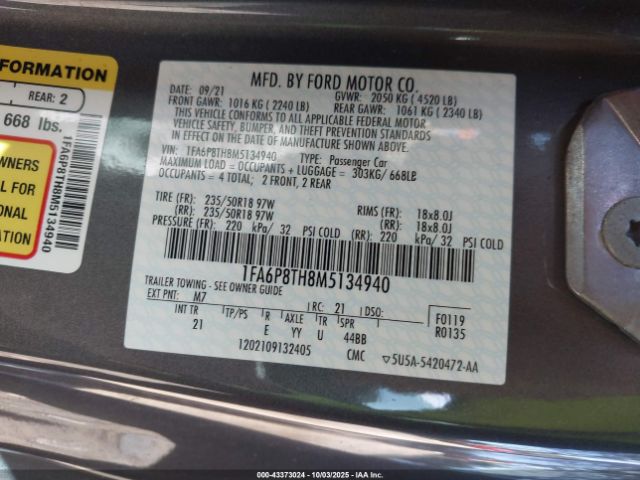 FORMATION
REAR: 2
668 lbs.
WNERS
FOR
ONAL
ATION
1FA6P8TH8M5134940
MFD. BY FORD MOTOR CO.
DATE: 09/21 GVWR: 2050 KG ( 4520 LB)
FRONT GAWR: 1016 KG ( 2240 LB) REAR GAWR: 1061 KG ( 2340 LB)
THIS VEHICLE CONFORMS TO ALL APPLICABLE FEDERAL MOTOR
VEHICLE SAFETY, BUMPER, AND THEFT PREVENTION STANDARDS
IN EFFECT ON THE DATE OF MANUFACTURE SHOWN ABOVE.
VIN: 1FA6P8TH8M5134940 TYPE: Passenger Car
MAXIMUM LOAD = OCCUPANTS + LUGGAGE = 303KG/ 668LB
OCCUPANTS = 4 TOTAL; 2 FRONT, 2 REAR
TIRE (FR): 235/50R18 97W RIMS (FR): 18x8.0J
(RR): 235/50R18 97W (RR): 18x8.0J
PRESSURE (FR): 220 kPa/ 32 PSI COLD (RR): 220 kPa/ 32 PSI COLD
1FA6P8TH8M5134940
TRAILER TOWING - SEE OWNER GUIDE
EXT PNT: M7 RC: 21 DSO: F0119
INT TR TP/PS R AXLE TR SPR R0135
21 E YY U 44BB
1202109132405 CMC ▽5U5A-5420472-AA
000-43373024 - 10/03/2025 - IAAI.COM